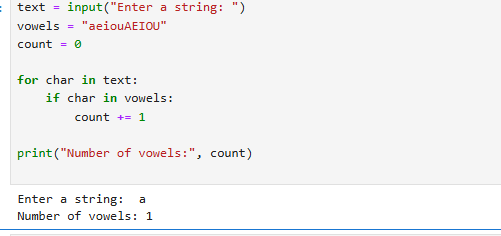 text = input("Enter a string: ")
vowels = "aeiouAEIOU"
count = 0

for char in text:
    if char in vowels:
        count += 1

print("Number of vowels:", count)

Enter a string:  a
Number of vowels: 1